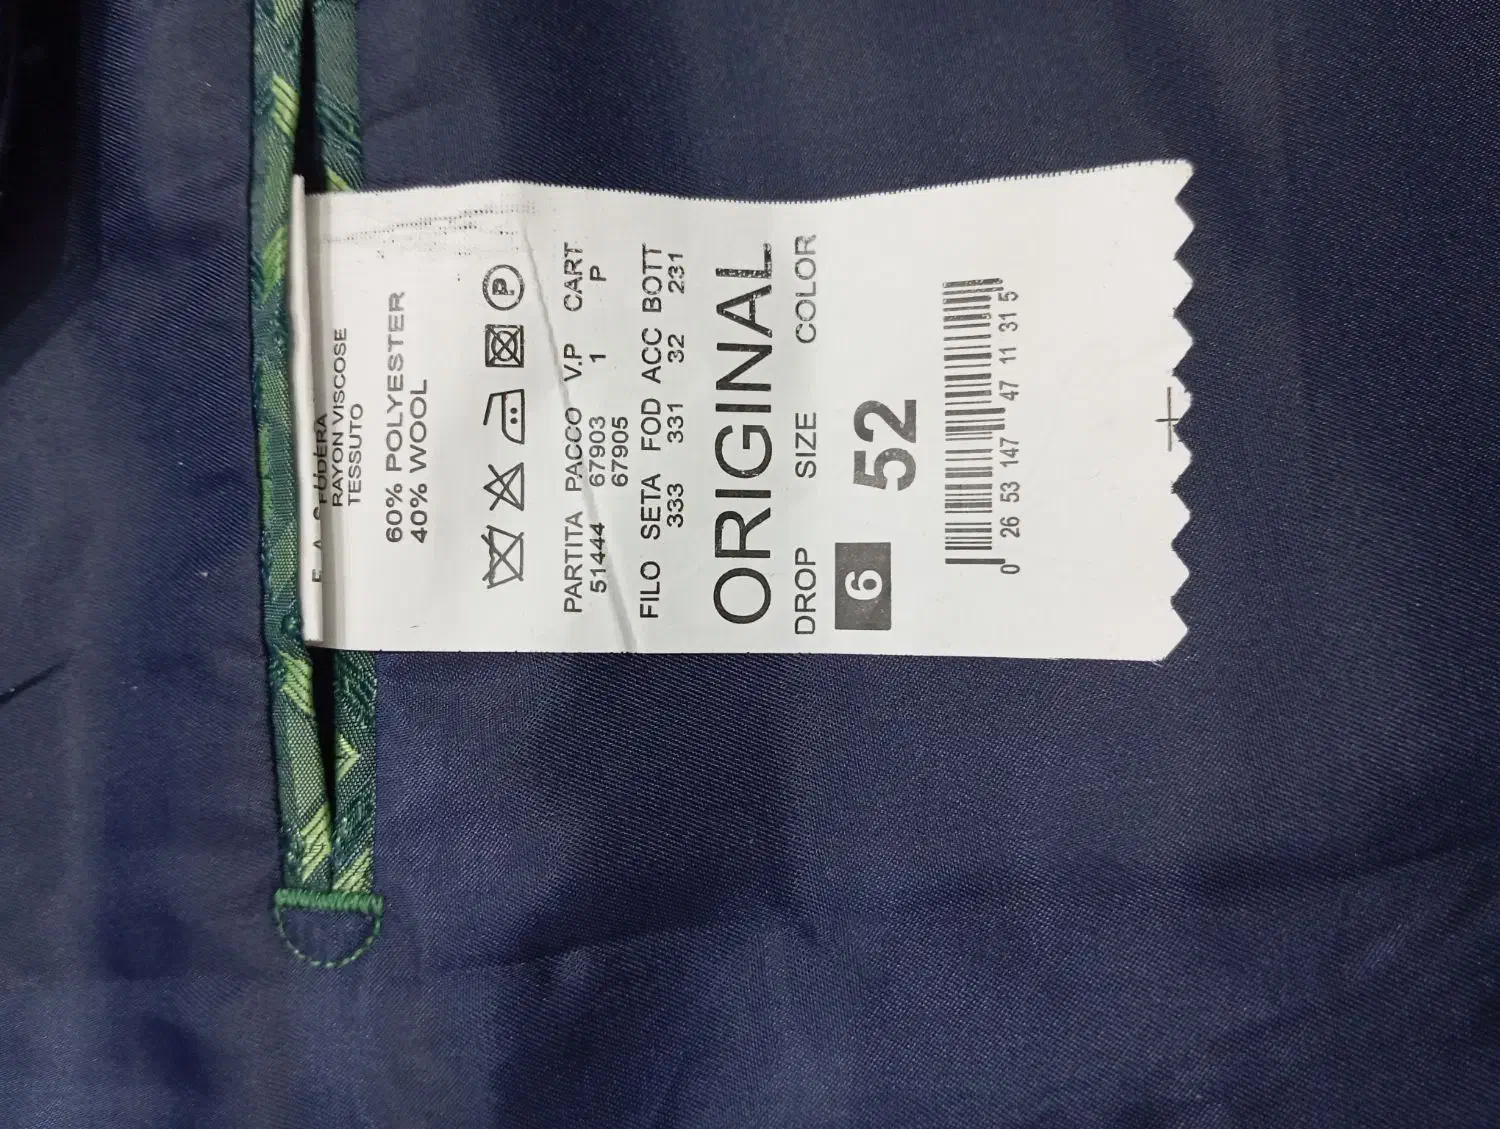 RAYON VISCOSE
TESSUTO
60% POLYESTER
40% WOOL
P
PARTITA PACCO V.P CART
51444 67903 1 P
67905
FILO SETA FOD ACC BOTT
333 331 32 231
ORIGINAL
DROP SIZE COLOR
6 52
0 26 53 147 47 11 31 5